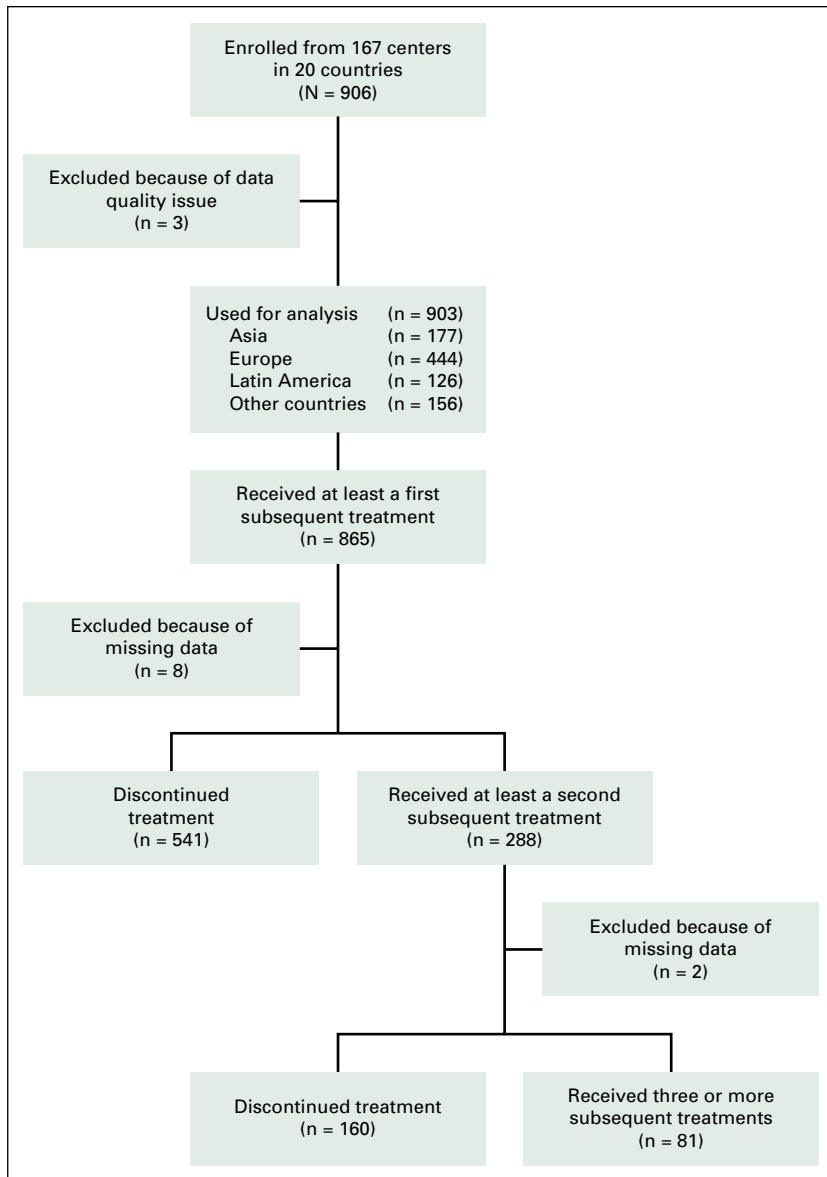 Enrolled from 167 centers
in 20 countries
(N = 906)
Excluded because of data
quality issue
(n = 3)
Used for analysis (n = 903)
Asia (n = 177)
Europe (n = 444)
Latin America (n = 126)
Other countries (n = 156)
Received at least a first
subsequent treatment
(n = 865)
Excluded because of
missing data
(n = 8)
Discontinued
treatment
(n = 541)
Received at least a second
subsequent treatment
(n = 288)
Excluded because of
missing data
(n = 2)
Discontinued treatment
(n = 160)
Received three or more
subsequent treatments
(n = 81)